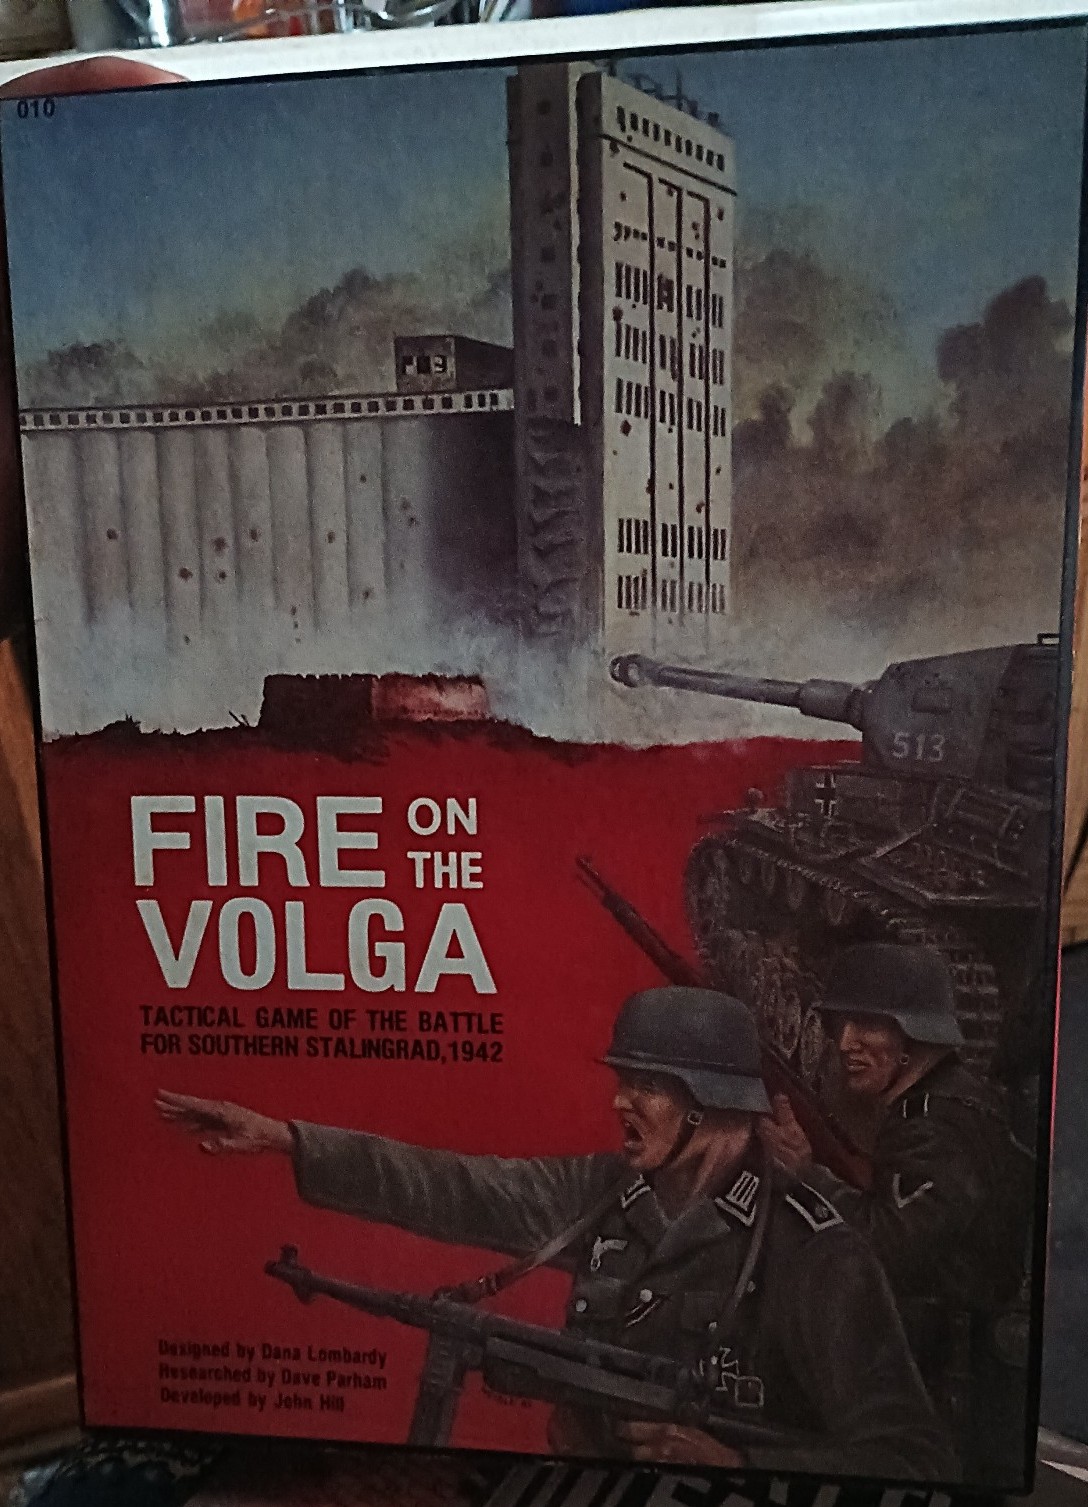 010
513
FIRE ON THE
VOLGA
TACTICAL GAME OF THE BATTLE
FOR SOUTHERN STALINGRAD, 1942
Designed by Dana Lombardy
Researched by Dave Parham
Developed by John Hill